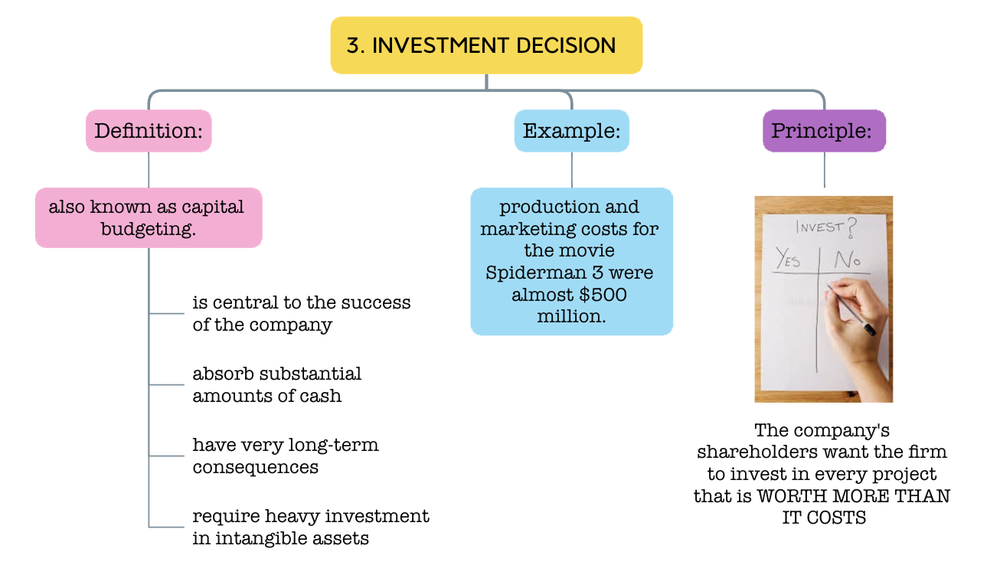 3. INVESTMENT DECISION
Definition:
also known as capital
budgeting.
is central to the success
of the company
absorb substantial
amounts of cash
have very long-term
consequences
require heavy investment
in intangible assets
Example:
production and
marketing costs for
the movie
Spiderman 3 were
almost $500
million.
Principle:
INVEST?
YES NO
The company's
shareholders want the firm
to invest in every project
that is WORTH MORE THAN
IT COSTS